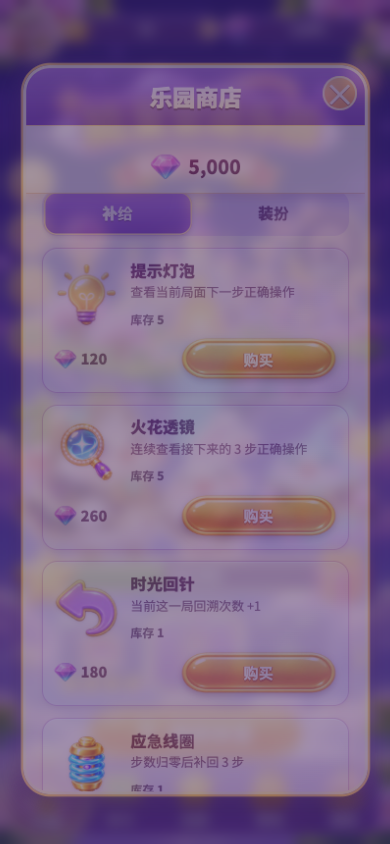 乐园商店
5,000
补给
装扮
提示灯泡
查看当前局面下一步正确操作
库存 5
120
购买
火花透镜
连续查看接下来的 3 步正确操作
库存 5
260
购买
时光回针
当前这一局回溯次数 +1
库存 1
180
购买
应急线圈
步数归零后补回 3 步
库存 1